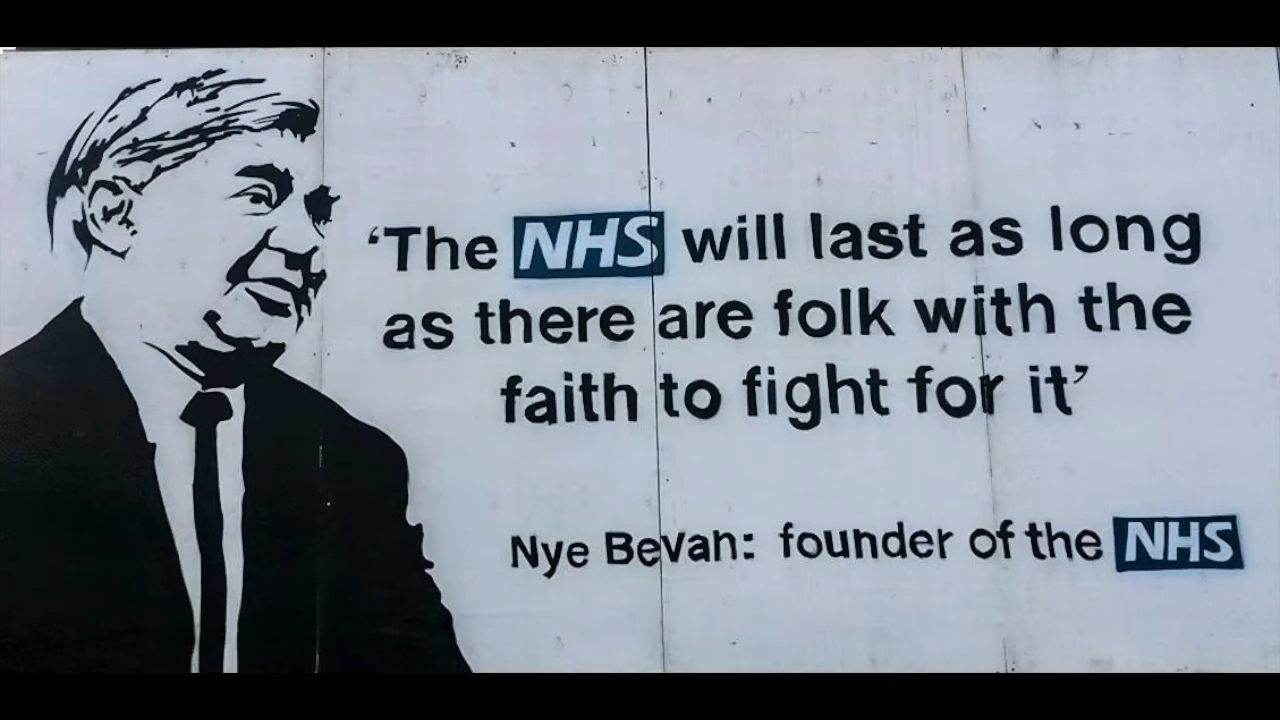 ‘The NHS will last as long
as there are folk with the
faith to fight for it’
Nye Bevan: founder of the NHS